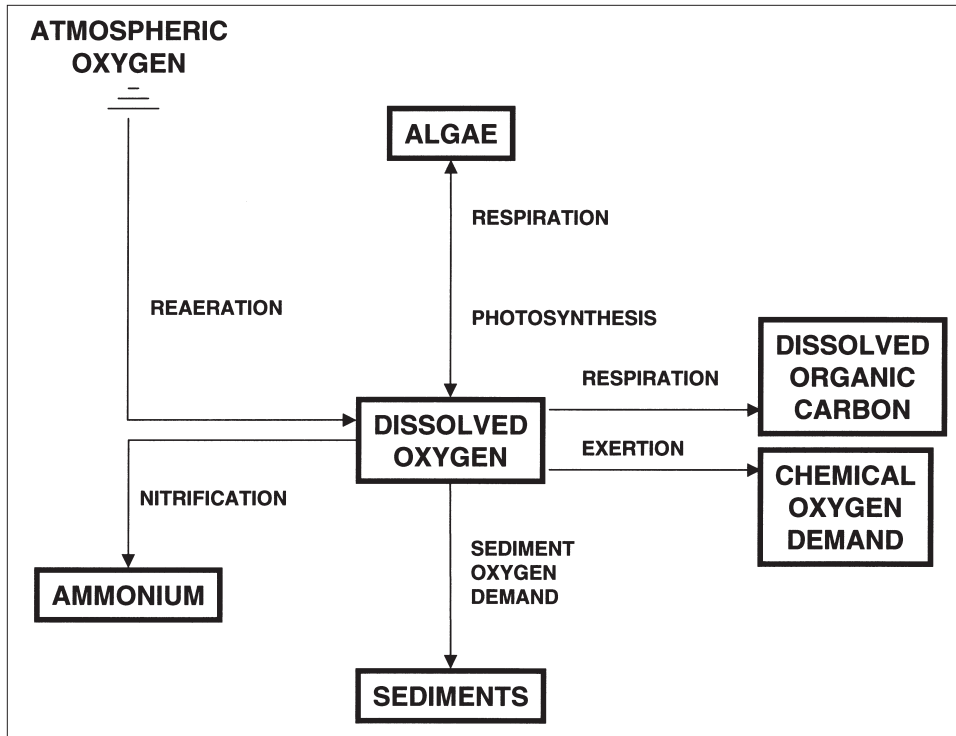 ATMOSPHERIC
OXYGEN
ALGAE
RESPIRATION
REAERATION
PHOTOSYNTHESIS
DISSOLVED
ORGANIC
CARBON
RESPIRATION
DISSOLVED
OXYGEN
EXERTION
CHEMICAL
OXYGEN
DEMAND
NITRIFICATION
SEDIMENT
OXYGEN
DEMAND
AMMONIUM
SEDIMENTS